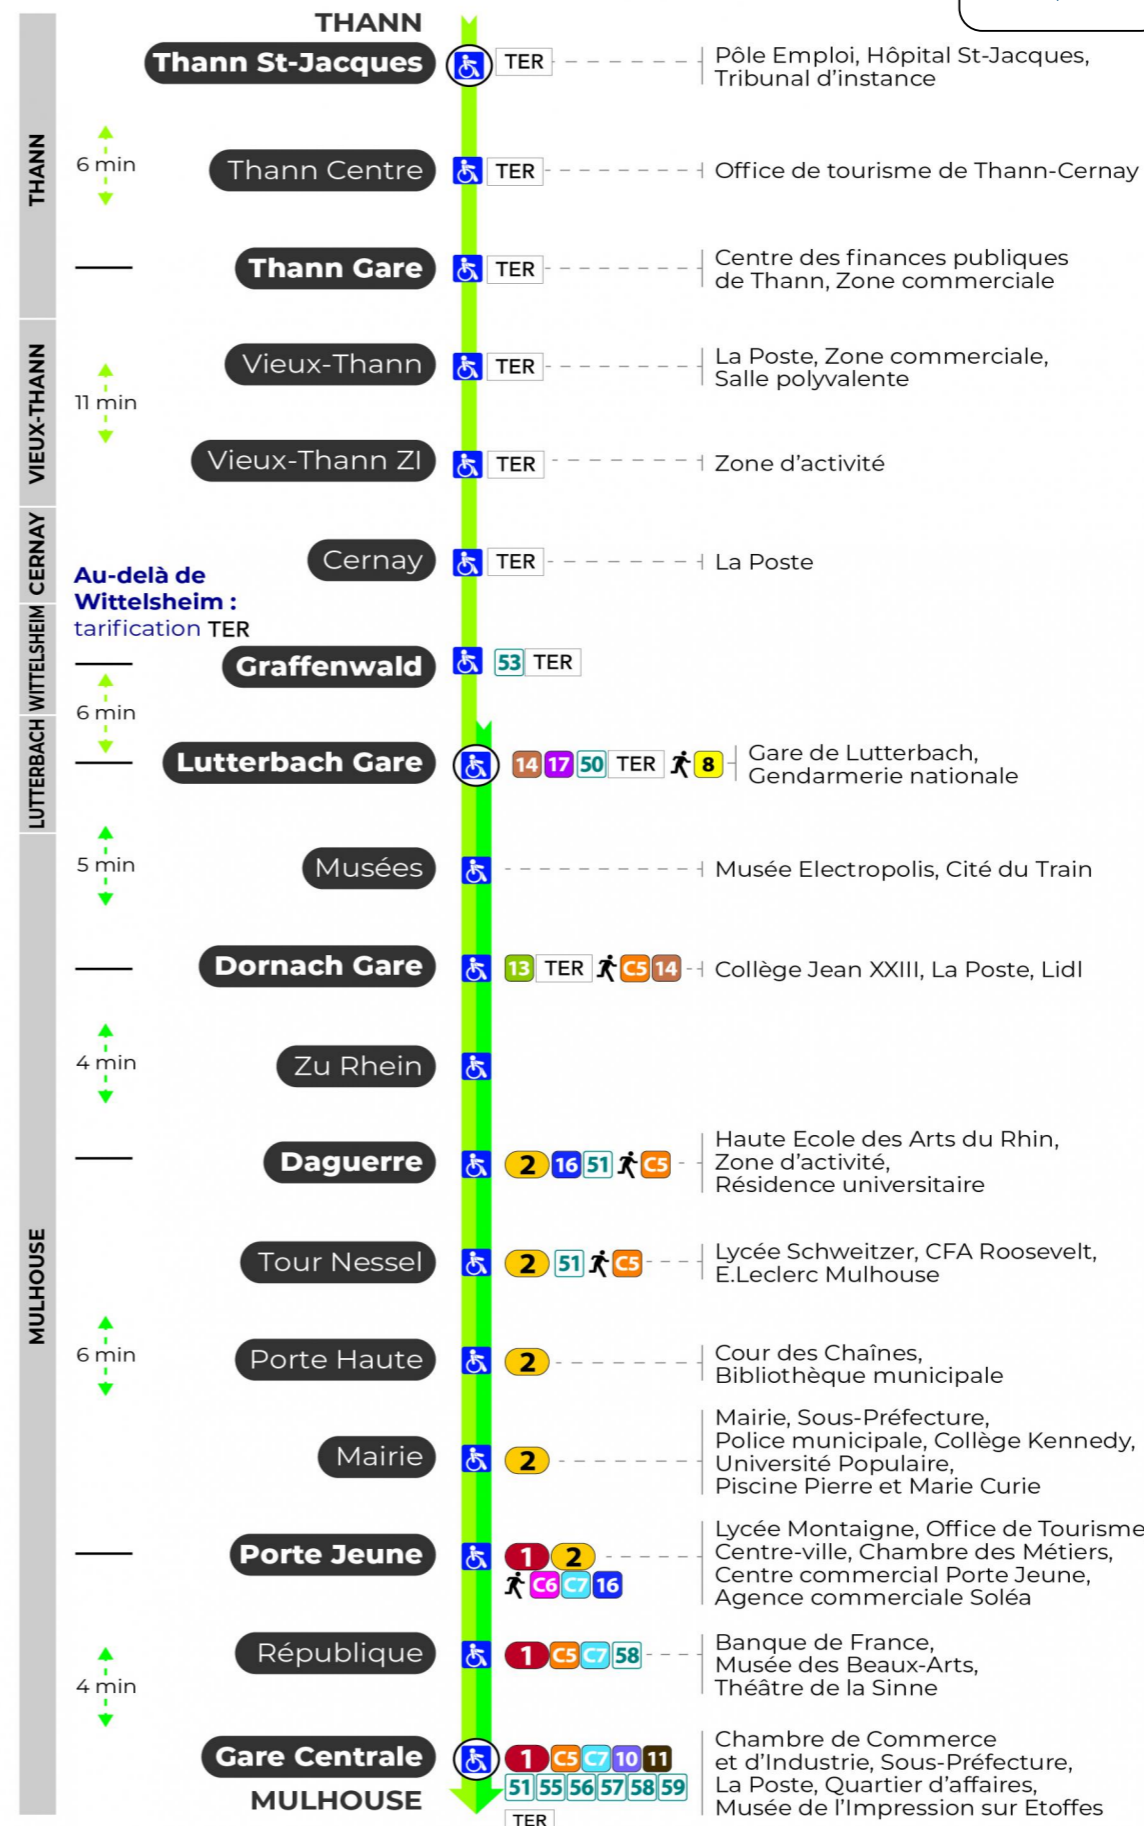 THANN
Thann St-Jacques TER Pôle Emploi, Hôpital St-Jacques,
Tribunal d'instance
THANN
6 min
Thann Centre TER Office de tourisme de Thann-Cernay
Thann Gare TER Centre des finances publiques
de Thann, Zone commerciale
VIEUX-THANN
Vieux-Thann TER La Poste, Zone commerciale,
Salle polyvalente
11 min
Vieux-Thann ZI TER Zone d'activité
CERNAY
Cernay TER La Poste
Au-delà de
Wittelsheim :
tarification TER
WITTELSHEIM
Graffenwald 53 TER
6 min
LUTTERBACH
Lutterbach Gare 14 17 50 TER 8 Gare de Lutterbach,
Gendarmerie nationale
MULHOUSE
5 min
Musées Musée Electropolis, Cité du Train
Dornach Gare 13 TER C5 14 Collège Jean XXIII, La Poste, Lidl
4 min
Zu Rhein
Daguerre 2 16 51 C5 Haute Ecole des Arts du Rhin,
Zone d'activité,
Résidence universitaire
Tour Nessel 2 51 C5 Lycée Schweitzer, CFA Roosevelt,
E.Leclerc Mulhouse
6 min
Porte Haute 2 Cour des Chaînes,
Bibliothèque municipale
Mairie 2 Mairie, Sous-Préfecture,
Police municipale, Collège Kennedy,
Université Populaire,
Piscine Pierre et Marie Curie
Porte Jeune 1 2 Lycée Montaigne, Office de Tourisme
Centre-ville, Chambre des Métiers,
C6 C7 16 Centre commercial Porte Jeune,
Agence commerciale Soléa
République 1 C5 C7 58 Banque de France,
Musée des Beaux-Arts,
Théâtre de la Sinne
4 min
Gare Centrale 1 C5 C7 10 11 Chambre de Commerce
et d'Industrie, Sous-Préfecture,
MULHOUSE 51 55 56 57 58 59 La Poste, Quartier d'affaires,
Musée de l'Impression sur Etoffes
TER